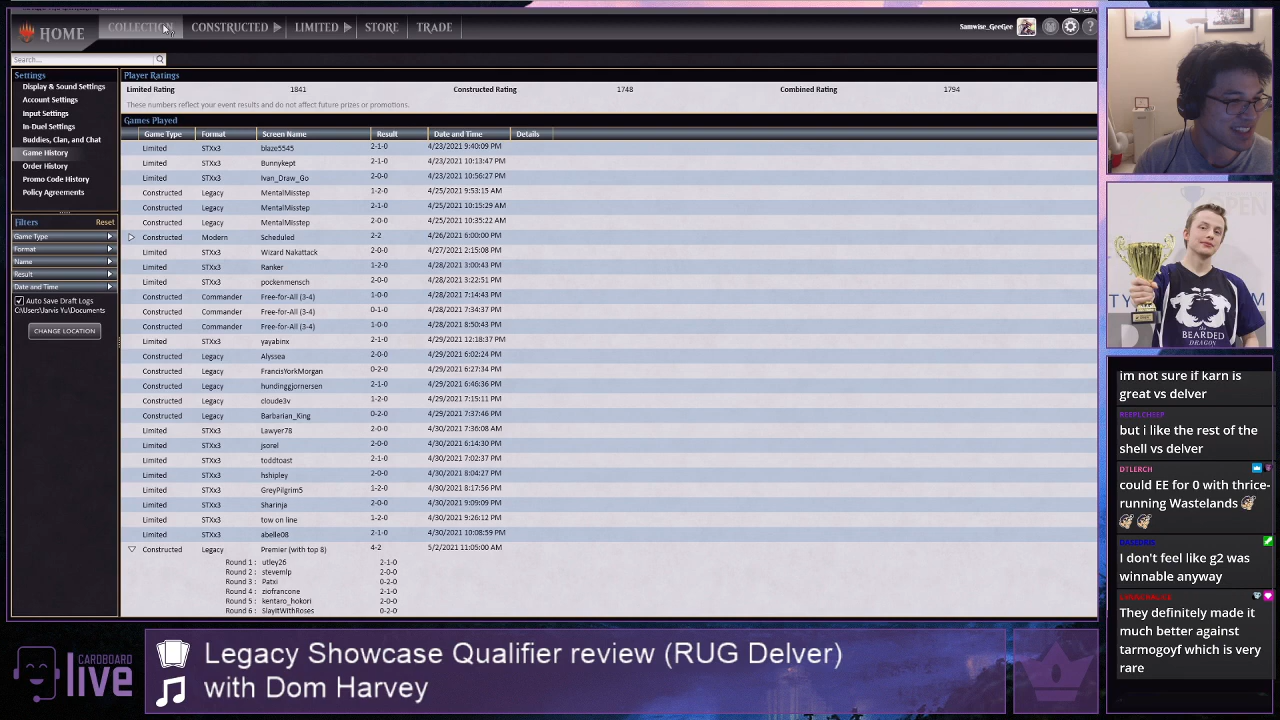 HOME
COLLECTION
CONSTRUCTED
LIMITED
STORE
TRADE
Samwise_GeeGee
Search...
Settings
Display & Sound Settings
Account Settings
Input Settings
In-Duel Settings
Buddies, Clan, and Chat
Game History
Order History
Promo Code History
Policy Agreements
Filters Reset
Game Type
Format
Name
Result
Date and Time
Auto Save Draft Logs
C:\Users\Jarvis Yu\Documents
CHANGE LOCATION
Player Ratings
Limited Rating 1841 Constructed Rating 1748 Combined Rating 1794
These numbers reflect your event results and do not affect future prizes or promotions.
Games Played
Game Type Format Screen Name Result Date and Time Details
Limited STXx3 blaze5545 2-1-0 4/23/2021 9:40:09 PM
Limited STXx3 Bunnykept 2-1-0 4/23/2021 10:13:47 PM
Limited STXx3 Ivan_Draw_Go 2-0-0 4/23/2021 10:56:27 PM
Constructed Legacy MentalMisstep 1-2-0 4/25/2021 9:53:15 AM
Constructed Legacy MentalMisstep 2-1-0 4/25/2021 10:15:29 AM
Constructed Legacy MentalMisstep 2-0-0 4/25/2021 10:35:22 AM
Constructed Modern Scheduled 2-2 4/26/2021 6:00:00 PM
Limited STXx3 Wizard Nakattack 2-0-0 4/27/2021 2:15:08 PM
Limited STXx3 Ranker 1-2-0 4/28/2021 3:00:43 PM
Limited STXx3 pockenmensch 2-0-0 4/28/2021 3:22:51 PM
Constructed Commander Free-for-All (3-4) 1-0-0 4/28/2021 7:14:43 PM
Constructed Commander Free-for-All (3-4) 0-1-0 4/28/2021 7:34:37 PM
Constructed Commander Free-for-All (3-4) 1-0-0 4/28/2021 8:50:43 PM
Limited STXx3 yayabinx 2-1-0 4/29/2021 12:18:37 PM
Constructed Legacy Alyssea 2-0-0 4/29/2021 6:02:24 PM
Constructed Legacy FrancisYorkMorgan 0-2-0 4/29/2021 6:27:34 PM
Constructed Legacy hundinggjornersen 2-1-0 4/29/2021 6:46:36 PM
Constructed Legacy cloude3v 1-2-0 4/29/2021 7:15:11 PM
Constructed Legacy Barbarian_King 0-2-0 4/29/2021 7:37:46 PM
Limited STXx3 Lawyer78 2-0-0 4/30/2021 7:36:08 AM
Limited STXx3 jsorel 2-0-0 4/30/2021 6:14:30 PM
Limited STXx3 toddtoast 2-1-0 4/30/2021 7:02:37 PM
Limited STXx3 hshipley 2-0-0 4/30/2021 8:04:27 PM
Limited STXx3 GreyPilgrim5 1-2-0 4/30/2021 8:17:56 PM
Limited STXx3 Sharinja 2-0-0 4/30/2021 9:09:09 PM
Limited STXx3 tow on line 1-2-0 4/30/2021 9:26:12 PM
Limited STXx3 abelle08 2-1-0 4/30/2021 10:08:59 PM
Constructed Legacy Premier (with top 8) 4-2 5/2/2021 11:05:00 AM
Round 1 : utley26 2-1-0
Round 2 : stevemlp 2-0-0
Round 3 : Patxi 0-2-0
Round 4 : ziofrancone 2-1-0
Round 5 : kentaro_hokori 2-0-0
Round 6 : SlayItWithRoses 0-2-0
OPEN
the
BEARDED
DRAGON
im not sure if karn is
great vs delver
REEPLCHEEP
but i like the rest of the
shell vs delver
DTLERCH
could EE for 0 with thrice-
running Wastelands
I don't feel like g2 was
winnable anyway
They definitely made it
much better against
tarmogoyf which is very
rare
CARDBOARD
live
Legacy Showcase Qualifier review (RUG Delver)
with Dom Harvey